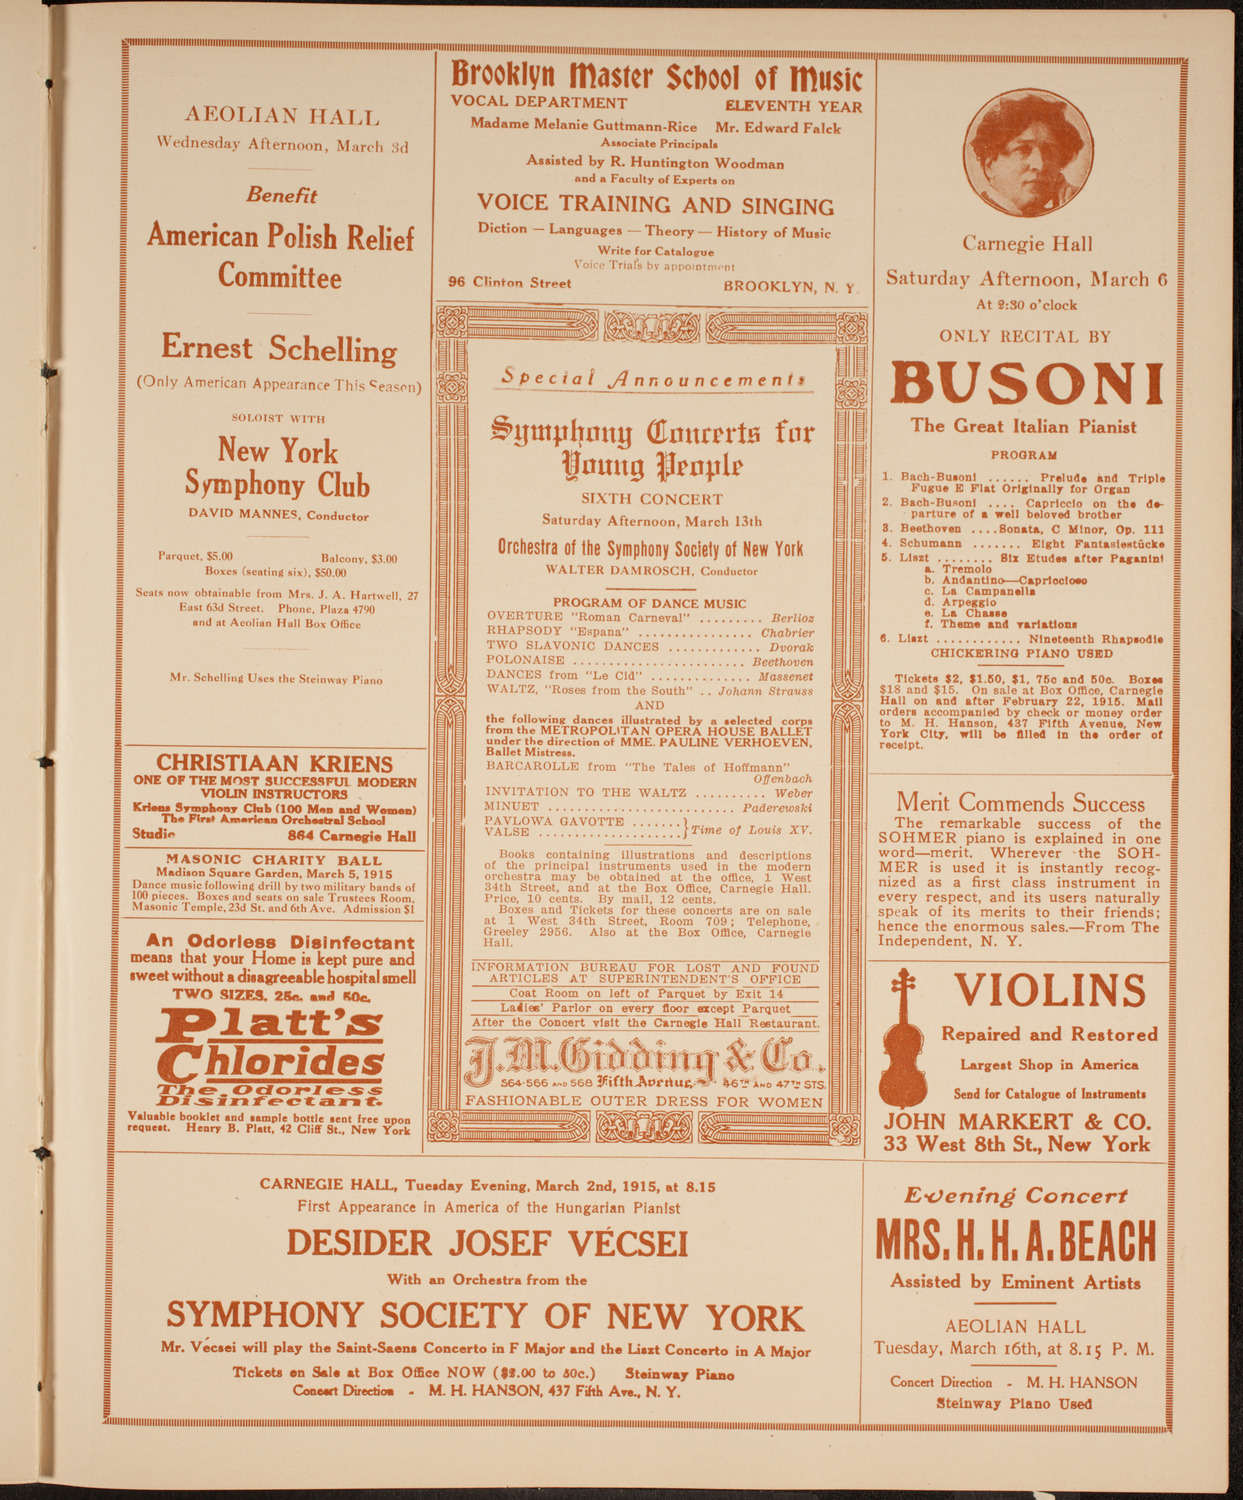 AEOLIAN HALL
Wednesday Afternoon, March 3d
Benefit
American Polish Relief
Committee
Ernest Schelling
(Only American Appearance This Season)
SOLOIST WITH
New York
Symphony Club
DAVID MANNES, Conductor
Parquet, $5.00 Balcony, $3.00
Boxes (seating six), $50.00
Seats now obtainable from Mrs. J. A. Hartwell, 27
East 63d Street. Phone, Plaza 4790
and at Aeolian Hall Box Office
Mr. Schelling Uses the Steinway Piano
CHRISTIAAN KRIENS
ONE OF THE MOST SUCCESSFUL MODERN
VIOLIN INSTRUCTORS
Kriens Symphony Club (100 Men and Women)
The First American Orchestral School
Studio 864 Carnegie Hall
MASONIC CHARITY BALL
Madison Square Garden, March 5, 1915
Dance music following drill by two military bands of
100 pieces. Boxes and seats on sale Trustees Room,
Masonic Temple, 23d St. and 6th Ave. Admission $1
An Odorless Disinfectant
means that your Home is kept pure and
sweet without a disagreeable hospital smell
TWO SIZES, 25c. and 50c.
Platt's
Chlorides
The Odorless
Disinfectant.
Valuable booklet and sample bottle sent free upon
request. Henry B. Platt, 42 Cliff St., New York
Brooklyn Master School of Music
VOCAL DEPARTMENT ELEVENTH YEAR
Madame Melanie Guttmann-Rice Mr. Edward Falck
Associate Principals
Assisted by R. Huntington Woodman
and a Faculty of Experts on
VOICE TRAINING AND SINGING
Diction — Languages — Theory — History of Music
Write for Catalogue
Voice Trials by appointment
96 Clinton Street BROOKLYN, N. Y.
Special Announcements
Symphony Concerts for
Young People
SIXTH CONCERT
Saturday Afternoon, March 13th
Orchestra of the Symphony Society of New York
WALTER DAMROSCH, Conductor
PROGRAM OF DANCE MUSIC
OVERTURE "Roman Carneval" ......... Berlioz
RHAPSODY "Espana" ............... Chabrier
TWO SLAVONIC DANCES ............ Dvorak
POLONAISE ....................... Beethoven
DANCES from "Le Cid" ............. Massenet
WALTZ, "Roses from the South" .. Johann Strauss
AND
the following dances illustrated by a selected corps
from the METROPOLITAN OPERA HOUSE BALLET
under the direction of MME. PAULINE VERHOEVEN,
Ballet Mistress.
BARCAROLLE from "The Tales of Hoffmann"
Offenbach
INVITATION TO THE WALTZ .......... Weber
MINUET ......................... Paderewski
PAVLOWA GAVOTTE .......
VALSE ................... } Time of Louis XV.
Books containing illustrations and descriptions
of the principal instruments used in the modern
orchestra may be obtained at the office, 1 West
34th Street, and at the Box Office, Carnegie Hall.
Price, 10 cents. By mail, 12 cents.
Boxes and Tickets for these concerts are on sale
at 1 West 34th Street, Room 709; Telephone,
Greeley 2956. Also at the Box Office, Carnegie
Hall.
INFORMATION BUREAU FOR LOST AND FOUND
ARTICLES AT SUPERINTENDENT'S OFFICE
Coat Room on left of Parquet by Exit 14
Ladies' Parlor on every floor except Parquet
After the Concert visit the Carnegie Hall Restaurant.
J. M. Gidding & Co.
564-566 AND 568 Fifth Avenue, 46TH AND 47TH STS.
FASHIONABLE OUTER DRESS FOR WOMEN
Carnegie Hall
Saturday Afternoon, March 6
At 2:30 o'clock
ONLY RECITAL BY
BUSONI
The Great Italian Pianist
PROGRAM
1. Bach-Busoni ...... Prelude and Triple
Fugue E Flat Originally for Organ
2. Bach-Busoni .... Capriccio on the de-
parture of a well beloved brother
3. Beethoven ....Sonata, C Minor, Op. 111
4. Schumann ....... Eight Fantasiestücke
5. Liszt ........ Six Etudes after Paganini
a. Tremolo
b. Andantino—Capriccioso
c. La Campanella
d. Arpeggio
e. La Chasse
f. Theme and variations
6. Liszt ............ Nineteenth Rhapsodie
CHICKERING PIANO USED
Tickets $2, $1.50, $1, 75c and 50c. Boxes
$18 and $15. On sale at Box Office, Carnegie
Hall on and after February 22, 1915. Mail
orders accompanied by check or money order
to M. H. Hanson, 437 Fifth Avenue, New
York City, will be filled in the order of
receipt.
Merit Commends Success
The remarkable success of the
SOHMER piano is explained in one
word—merit. Wherever the SOH-
MER is used it is instantly recog-
nized as a first class instrument in
every respect, and its users naturally
speak of its merits to their friends;
hence the enormous sales.—From The
Independent, N. Y.
VIOLINS
Repaired and Restored
Largest Shop in America
Send for Catalogue of Instruments
JOHN MARKERT & CO.
33 West 8th St., New York
CARNEGIE HALL, Tuesday Evening, March 2nd, 1915, at 8.15
First Appearance in America of the Hungarian Pianist
DESIDER JOSEF VÉCSEI
With an Orchestra from the
SYMPHONY SOCIETY OF NEW YORK
Mr. Vécsei will play the Saint-Saens Concerto in F Major and the Liszt Concerto in A Major
Tickets on Sale at Box Office NOW ($2.00 to 50c.) Steinway Piano
Concert Direction - M. H. HANSON, 437 Fifth Ave., N. Y.
Evening Concert
MRS. H. H. A. BEACH
Assisted by Eminent Artists
AEOLIAN HALL
Tuesday, March 16th, at 8.15 P. M.
Concert Direction - M. H. HANSON
Steinway Piano Used